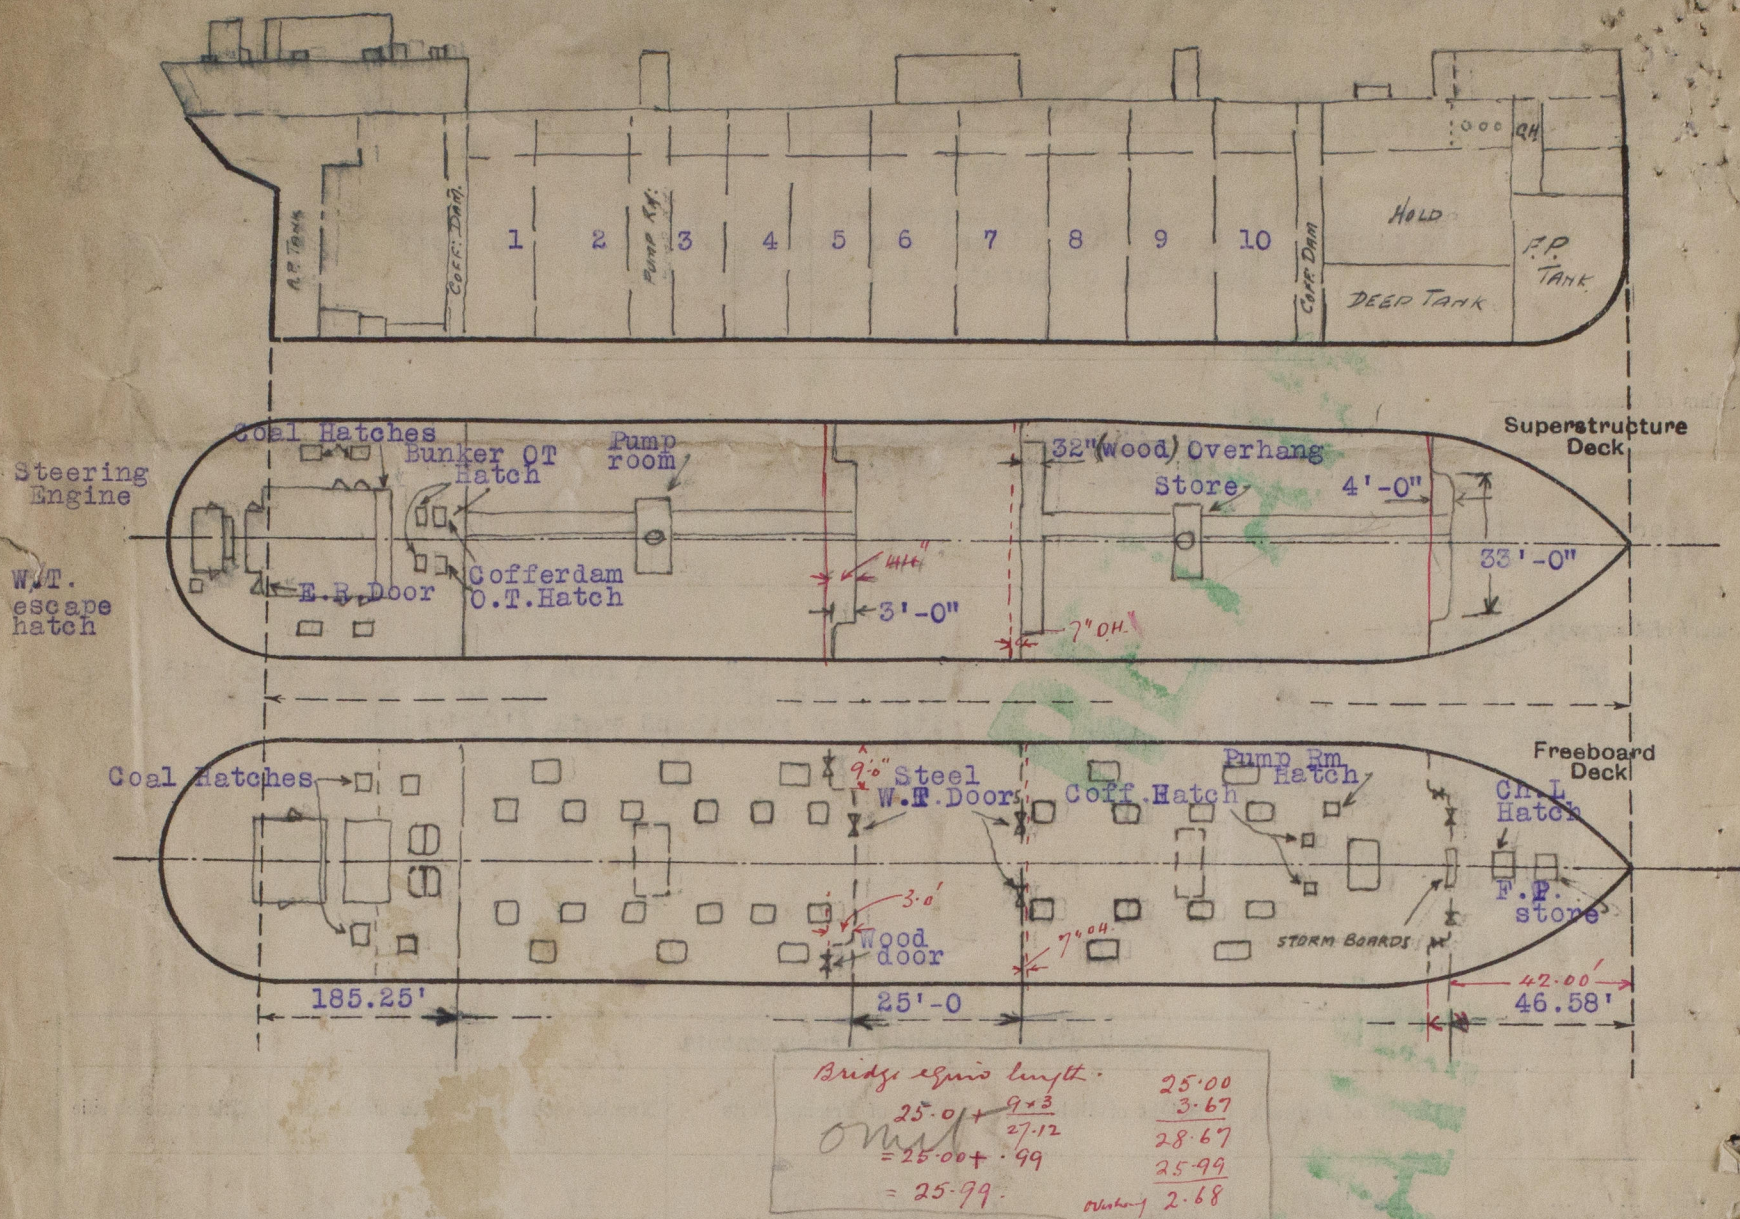 A.P. TANK
COFF: DAM.
PUMP RM:
1 2 3 4 5 6 7 8 9 10
COFF: DAM
HOLD
DEEP TANK
F.P.
TANK
CH
Superstructure
Deck
Coal Hatches
Bunker OT
Hatch
Pump
room
32"(wood) Overhang
Store
4'-0"
Steering
Engine
33'-0"
W.T.
escape
hatch
E.R.Door
Cofferdam
O.T.Hatch
3'-0"
7" O.H.
Freeboard
Deck
Coal Hatches
9'0"
Steel
W.T.Doors
Coff.Hatch
Pump Rm
Hatch
Ch.L
Hatch
3.0'
F.P.
store
Wood
door
7" O.H.
STORM BOARDS
185.25'
25'-0
42.00'
46.58'
Bridge equiv length.
25.0 + 9×3
27.12
= 25.00 + .99
= 25.99.
Omit
25.00
3.67
28.67
25.99
overhang 2.68